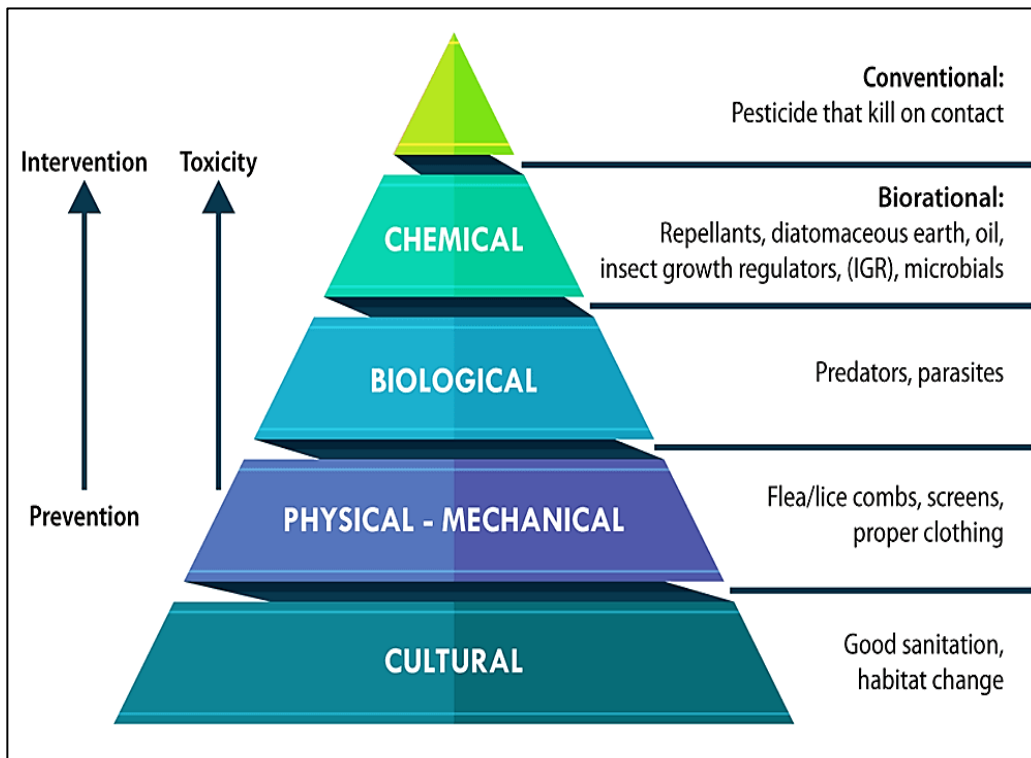 Conventional:
Pesticide that kill on contact
Intervention
Toxicity
Biorational:
Repellants, diatomaceous earth, oil,
insect growth regulators, (IGR), microbials
CHEMICAL
BIOLOGICAL
Predators, parasites
Prevention
PHYSICAL - MECHANICAL
Flea/lice combs, screens,
proper clothing
CULTURAL
Good sanitation,
habitat change